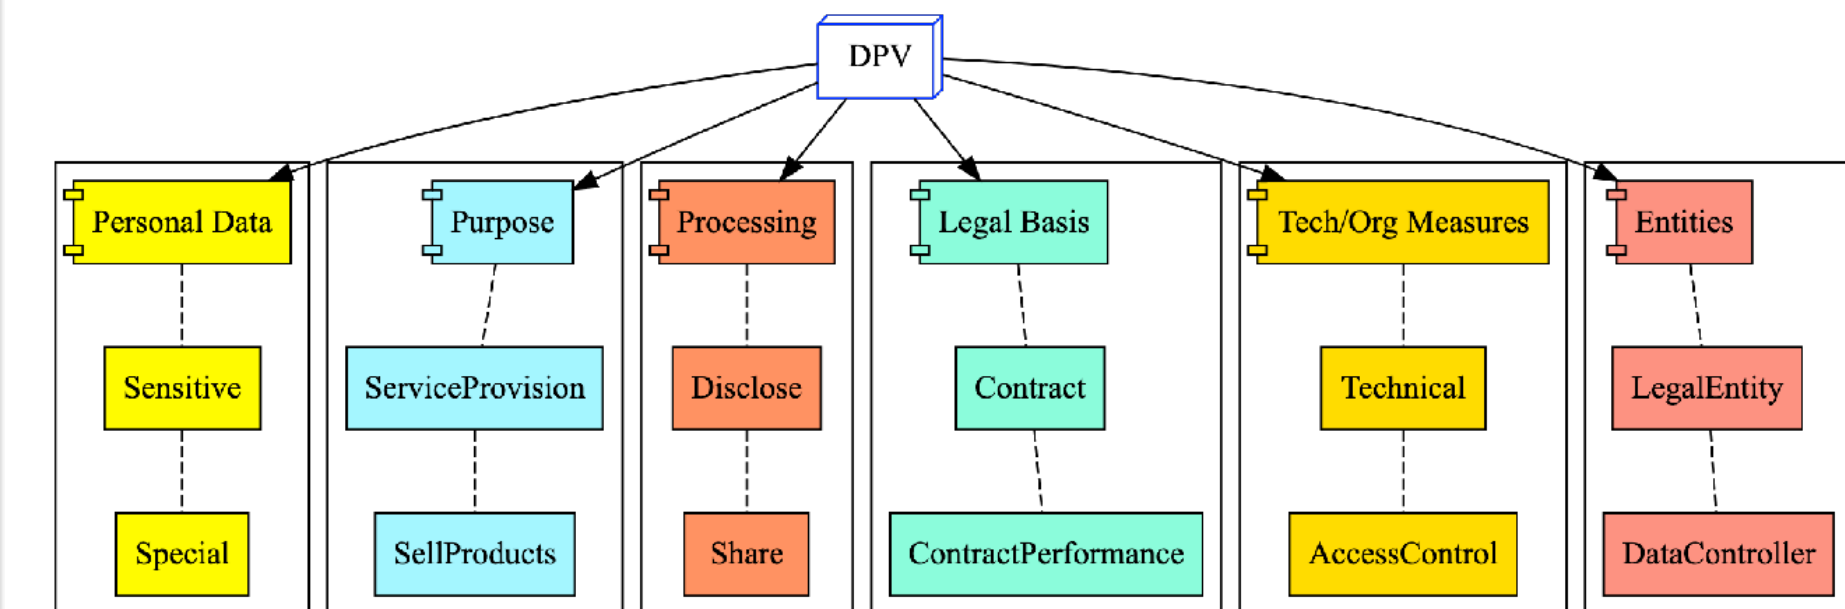 DPV
Personal Data
Purpose
Processing
Legal Basis
Tech/Org Measures
Entities
Sensitive
ServiceProvision
Disclose
Contract
Technical
LegalEntity
Special
SellProducts
Share
ContractPerformance
AccessControl
DataController